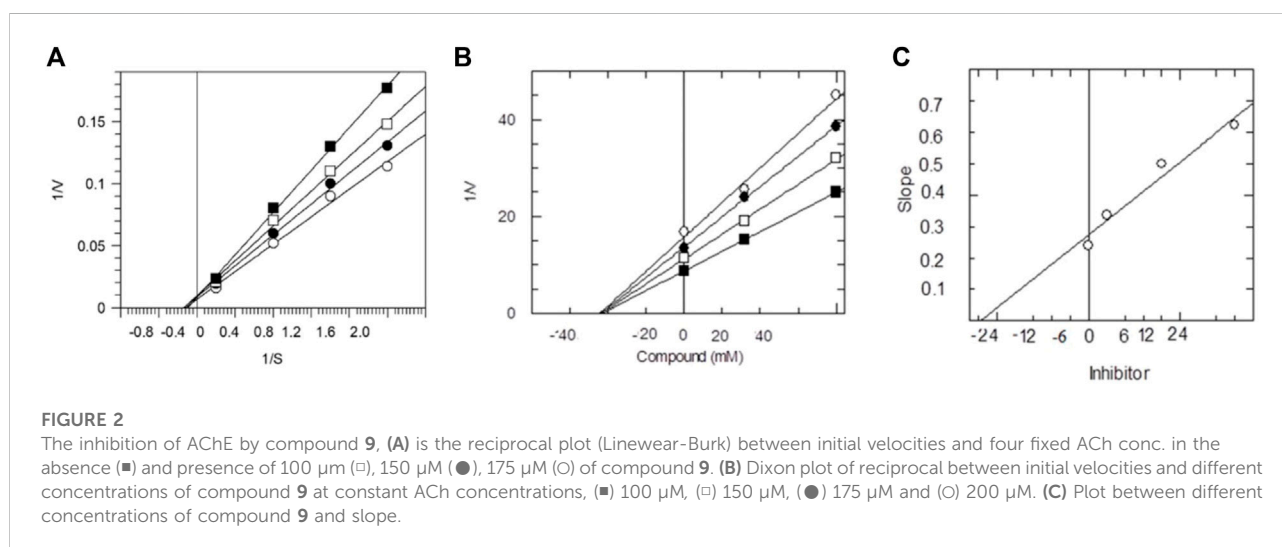 A
B
C
0.15
0.1
0.05
0
1/V
-0.8 -0.4 0 0.4 0.8 1.2 1.6 2.0
1/S
40
20
0
1/V
-40 -20 0 20 40
Compound (mM)
0.7
0.6
0.5
0.4
0.3
0.2
0.1
Slope
-24 -12 -6 0 6 12 24
Inhibitor
FIGURE 2
The inhibition of AChE by compound 9, (A) is the reciprocal plot (Linewear-Burk) between initial velocities and four fixed ACh conc. in the
absence (■) and presence of 100 μm (□), 150 μM (●), 175 μM (○) of compound 9. (B) Dixon plot of reciprocal between initial velocities and different
concentrations of compound 9 at constant ACh concentrations, (■) 100 μM, (□) 150 μM, (●) 175 μM and (○) 200 μM. (C) Plot between different
concentrations of compound 9 and slope.